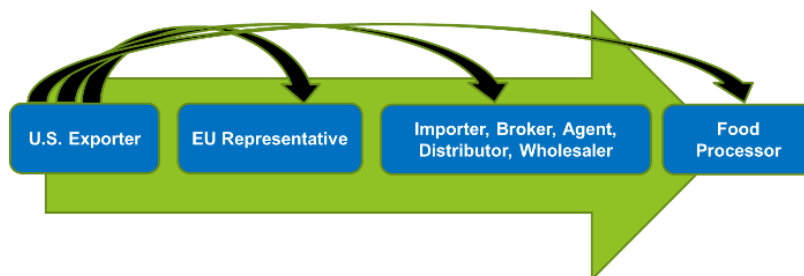 U.S. Exporter
EU Representative
Importer, Broker, Agent,
Distributor, Wholesaler
Food
Processor